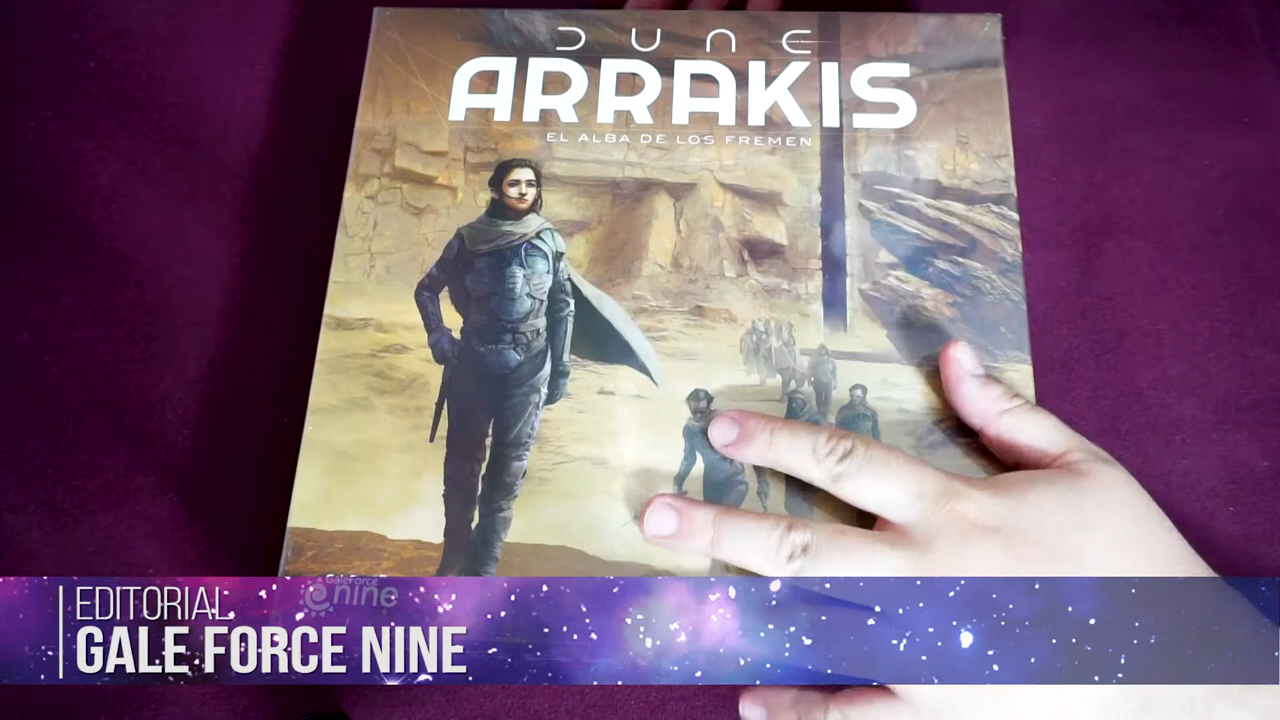 DUNE
ARRAKIS
EL ALBA DE LOS FREMEN
GaleForce
nine
EDITORIAL
GALE FORCE NINE